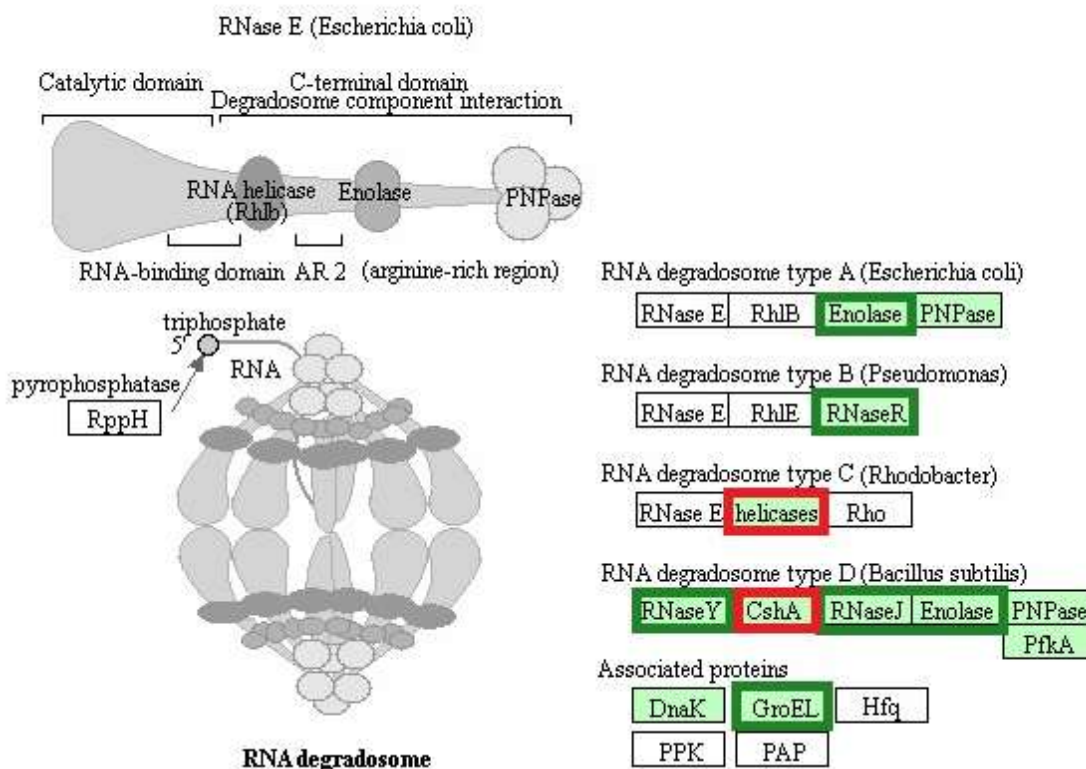 RNase E (Escherichia coli)
Catalytic domain
C-terminal domain
Degradosome component interaction
RNA helicase
(Rhlb)
Enolase
PNPase
RNA-binding domain AR 2 (arginine-rich region)
triphosphate
5'
RNA
pyrophosphatase
RppH
RNA degradosome
RNA degradosome type A (Escherichia coli)
RNase E RhlB Enolase PNPase
RNA degradosome type B (Pseudomonas)
RNase E RhlE RNaseR
RNA degradosome type C (Rhodobacter)
RNase E helicases Rho
RNA degradosome type D (Bacillus subtilis)
RNaseY CshA RNaseJ Enolase PNPase
PfkA
Associated proteins
DnaK GroEL Hfq
PPK PAP